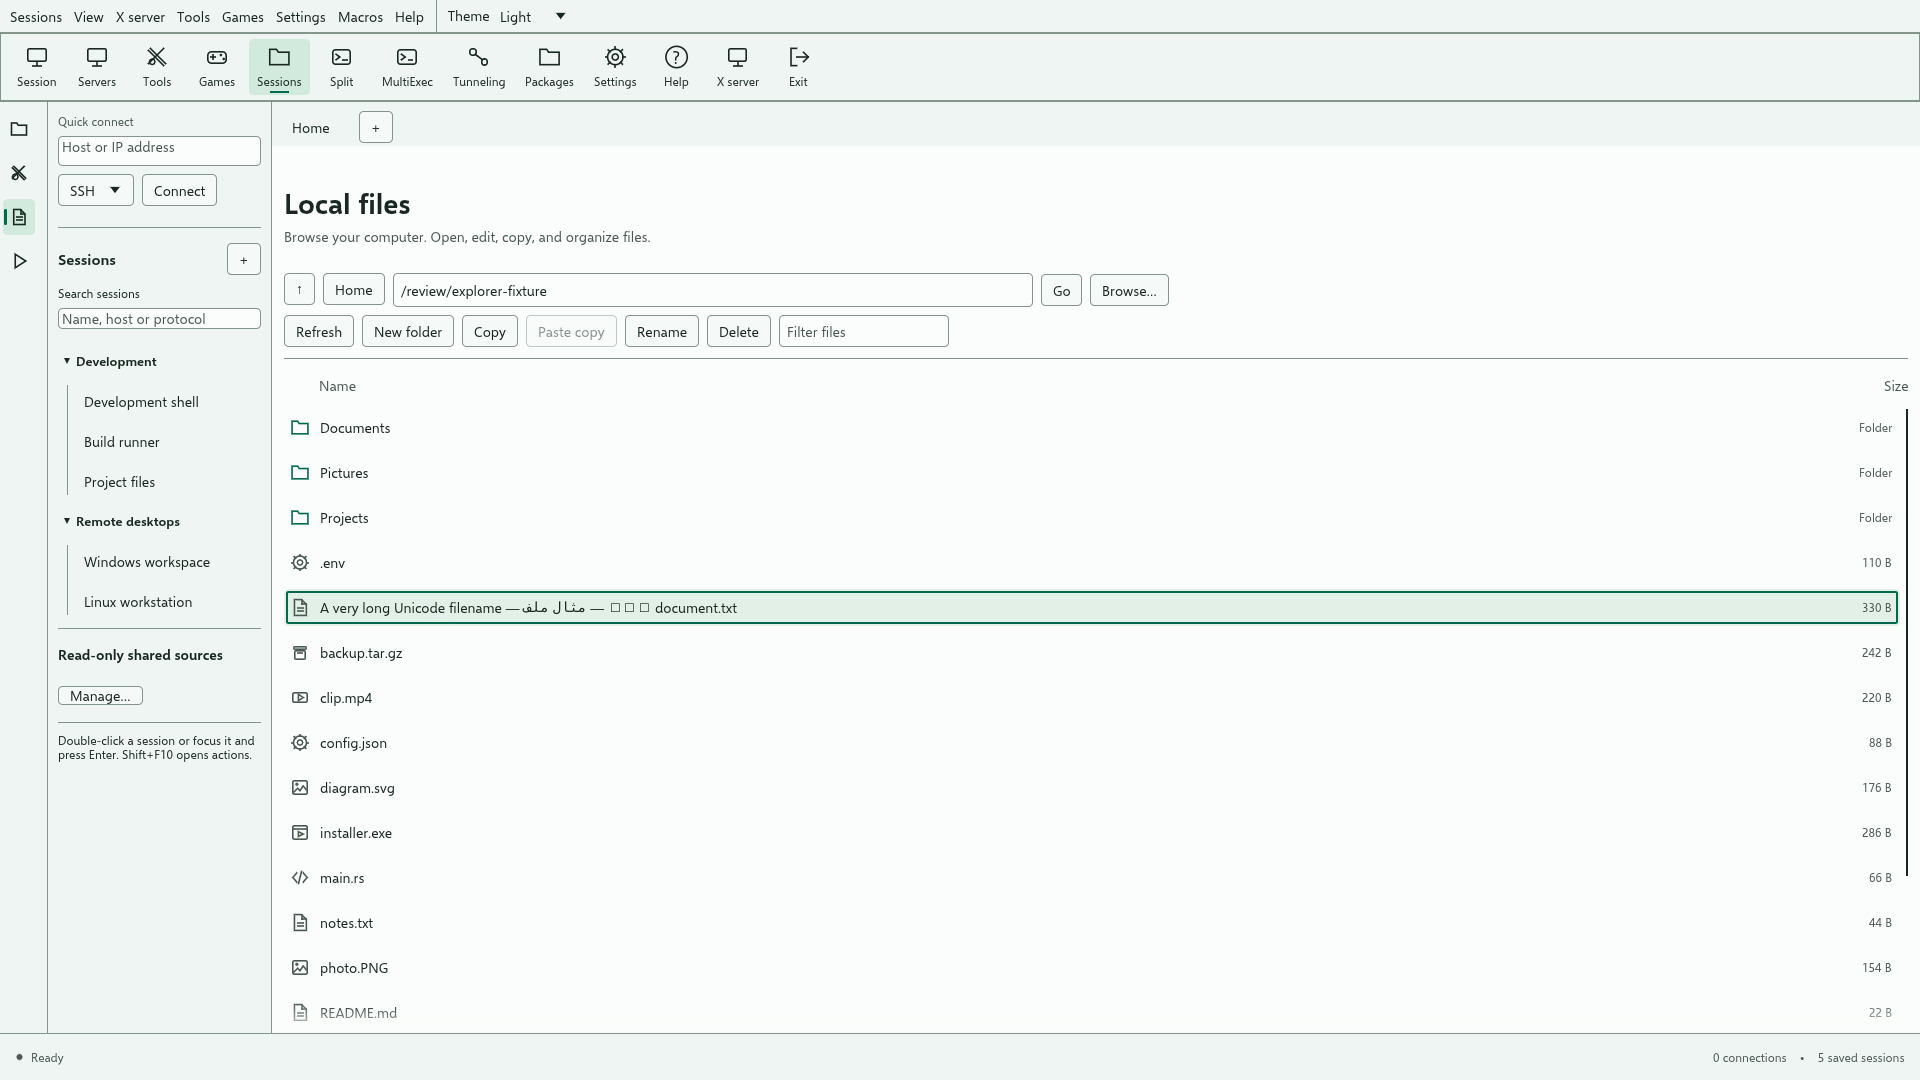 Sessions View X server Tools Games Settings Macros Help Theme Light
Session Servers Tools Games Sessions Split MultiExec Tunneling Packages Settings Help X server Exit
Quick connect
Host or IP address
SSH Connect
Sessions +
Search sessions
Name, host or protocol
Development
Development shell
Build runner
Project files
Remote desktops
Windows workspace
Linux workstation
Read-only shared sources
Manage...
Double-click a session or focus it and
press Enter. Shift+F10 opens actions.
Home +
Local files
Browse your computer. Open, edit, copy, and organize files.
↑ Home /review/explorer-fixture Go Browse...
Refresh New folder Copy Paste copy Rename Delete Filter files
Name Size
Documents Folder
Pictures Folder
Projects Folder
.env 110 B
A very long Unicode filename — مثال ملف — □□□ document.txt 330 B
backup.tar.gz 242 B
clip.mp4 220 B
config.json 88 B
diagram.svg 176 B
installer.exe 286 B
main.rs 66 B
notes.txt 44 B
photo.PNG 154 B
README.md 22 B
Ready 0 connections • 5 saved sessions